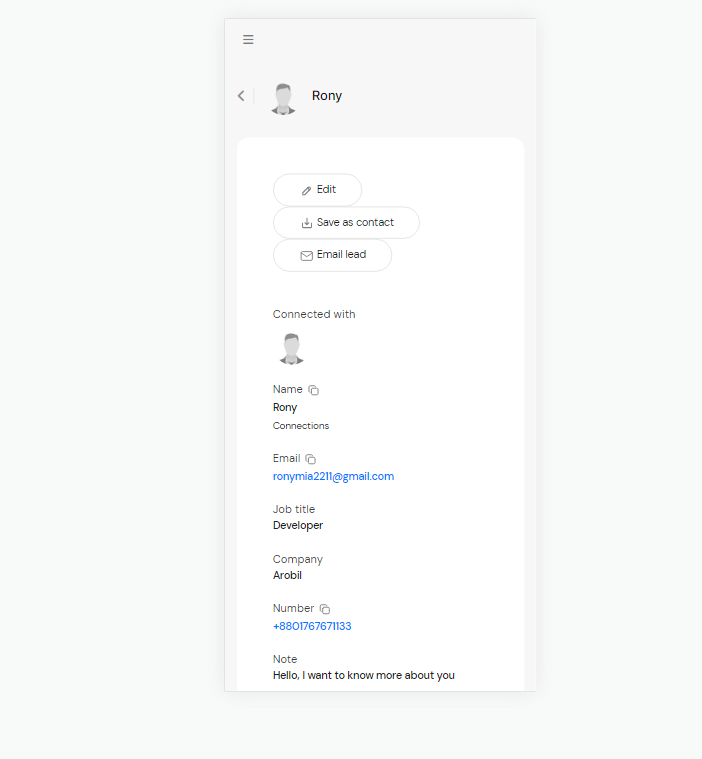 Rony
Edit
Save as contact
Email lead
Connected with
Name
Rony
Connections
Email
ronymia2211@gmail.com
Job title
Developer
Company
Arobil
Number
+8801767671133
Note
Hello, I want to know more about you